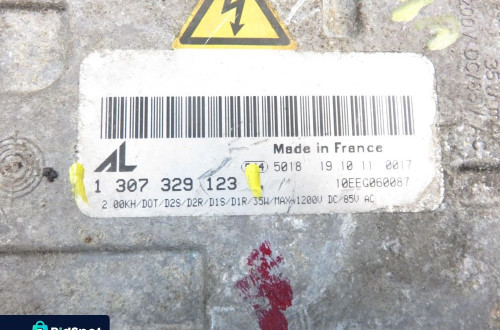 AL
Made in France
5018 19 10 11 0017
1 307 329 123
10EEG060087
2 00KH/DOT/D2S/D2R/D1S/D1R/35W/MAX 1200V DC/85V AC
BidSpot